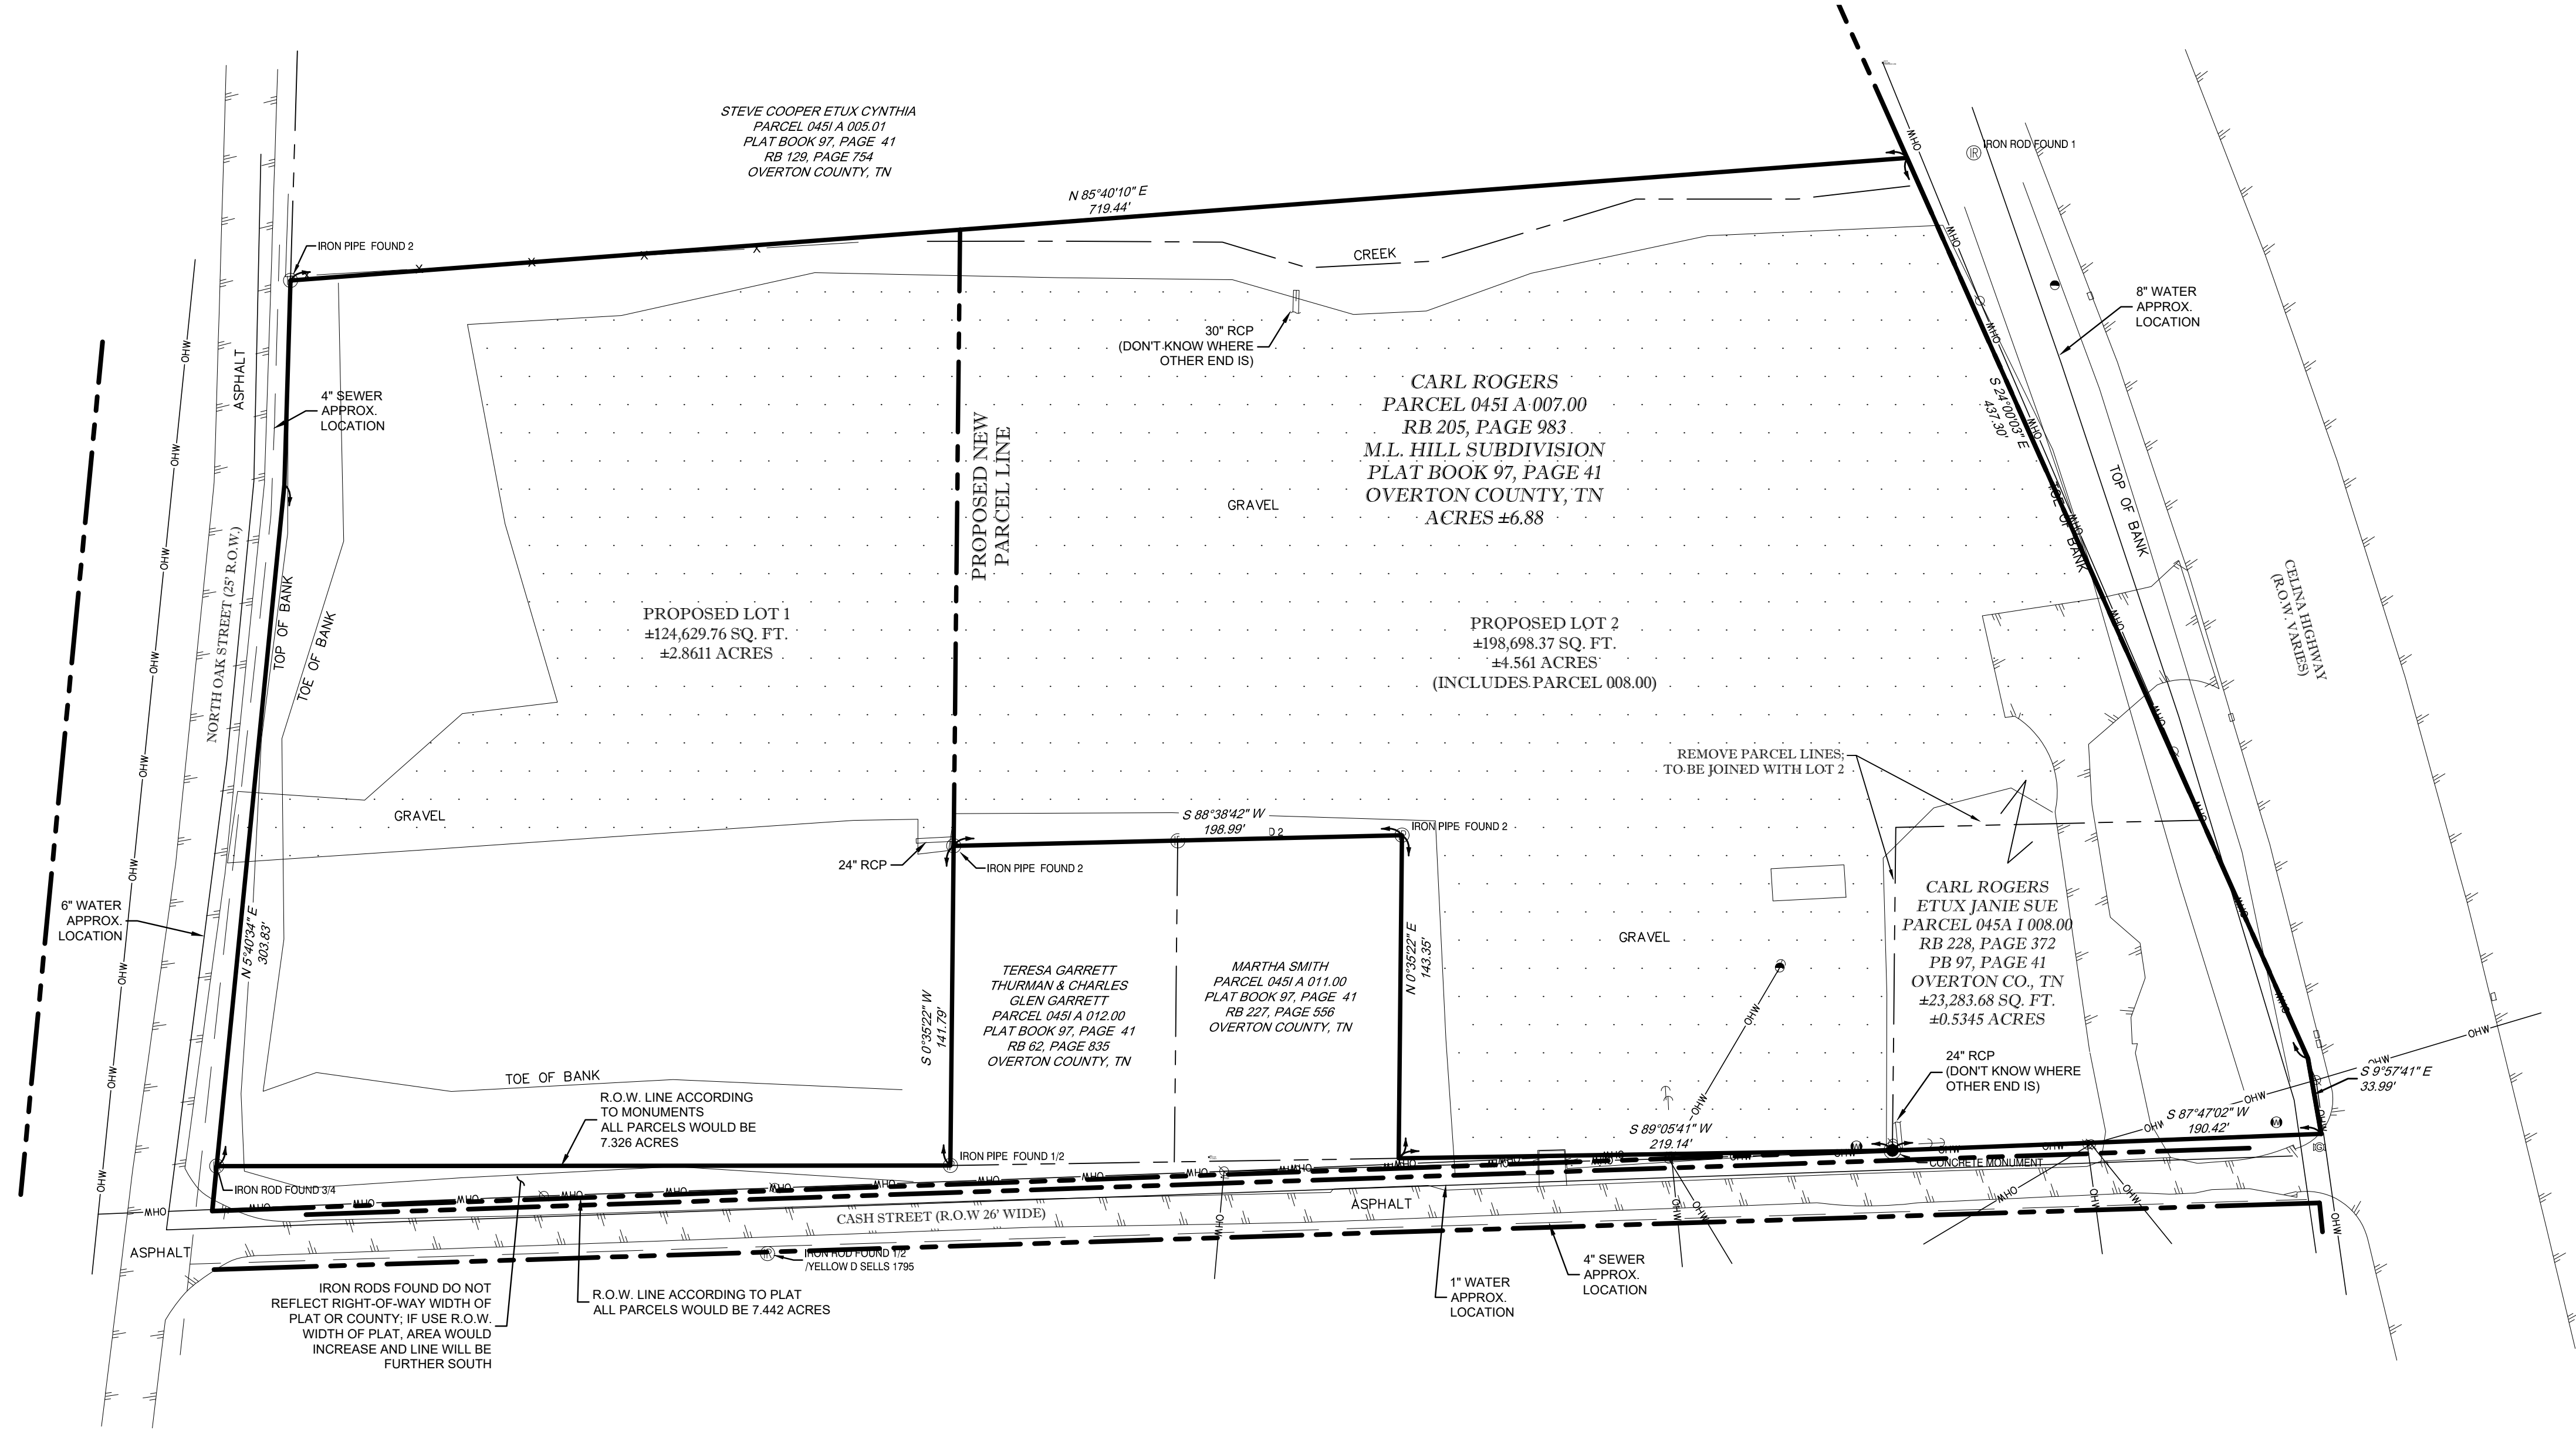 STEVE COOPER ETUX CYNTHIA
PARCEL 045I A 005.01
PLAT BOOK 97, PAGE 41
RB 129, PAGE 754
OVERTON COUNTY, TN
N 85°40'10" E
719.44'
IRON ROD FOUND 1
IRON PIPE FOUND 2
CREEK
OHW
8" WATER
APPROX.
LOCATION
30" RCP
(DON'T KNOW WHERE
OTHER END IS)
ASPHALT
4" SEWER
APPROX.
LOCATION
CARL ROGERS
PARCEL 045I A 007.00
RB 205, PAGE 983
M.L. HILL SUBDIVISION
PLAT BOOK 97, PAGE 41
OVERTON COUNTY, TN
ACRES ±6.88
S 24°00'03" E
437.30'
PROPOSED NEW
PARCEL LINE
GRAVEL
TOP OF BANK
TOE OF BANK
CELINA HIGHWAY
(R.O.W. VARIES)
NORTH OAK STREET (25' R.O.W.)
TOP OF BANK
TOE OF BANK
PROPOSED LOT 1
±124,629.76 SQ. FT.
±2.8611 ACRES
PROPOSED LOT 2
±198,698.37 SQ. FT.
±4.561 ACRES
(INCLUDES PARCEL 008.00)
REMOVE PARCEL LINES;
TO BE JOINED WITH LOT 2
GRAVEL
S 88°38'42" W
198.99'
IRON PIPE FOUND 2
24" RCP
IRON PIPE FOUND 2
6" WATER
APPROX.
LOCATION
N 5°40'34" E
303.83'
CARL ROGERS
ETUX JANIE SUE
PARCEL 045A I 008.00
RB 228, PAGE 372
PB 97, PAGE 41
OVERTON CO., TN
±23,283.68 SQ. FT.
±0.5345 ACRES
GRAVEL
N 0°35'22" E
143.35'
S 0°35'22" W
141.79'
TERESA GARRETT
THURMAN & CHARLES
GLEN GARRETT
PARCEL 045I A 012.00
PLAT BOOK 97, PAGE 41
RB 62, PAGE 835
OVERTON COUNTY, TN
MARTHA SMITH
PARCEL 045I A 011.00
PLAT BOOK 97, PAGE 41
RB 227, PAGE 556
OVERTON COUNTY, TN
24" RCP
(DON'T KNOW WHERE
OTHER END IS)
S 9°57'41" E
33.99'
TOE OF BANK
R.O.W. LINE ACCORDING
TO MONUMENTS
ALL PARCELS WOULD BE
7.326 ACRES
S 89°05'41" W
219.14'
S 87°47'02" W
190.42'
IRON PIPE FOUND 1/2
CONCRETE MONUMENT
IRON ROD FOUND 3/4
CASH STREET (R.O.W 26' WIDE)
ASPHALT
ASPHALT
IRON ROD FOUND 1/2
/YELLOW D SELLS 1795
IRON RODS FOUND DO NOT
REFLECT RIGHT-OF-WAY WIDTH OF
PLAT OR COUNTY; IF USE R.O.W.
WIDTH OF PLAT, AREA WOULD
INCREASE AND LINE WILL BE
FURTHER SOUTH
R.O.W. LINE ACCORDING TO PLAT
ALL PARCELS WOULD BE 7.442 ACRES
1" WATER
APPROX.
LOCATION
4" SEWER
APPROX.
LOCATION